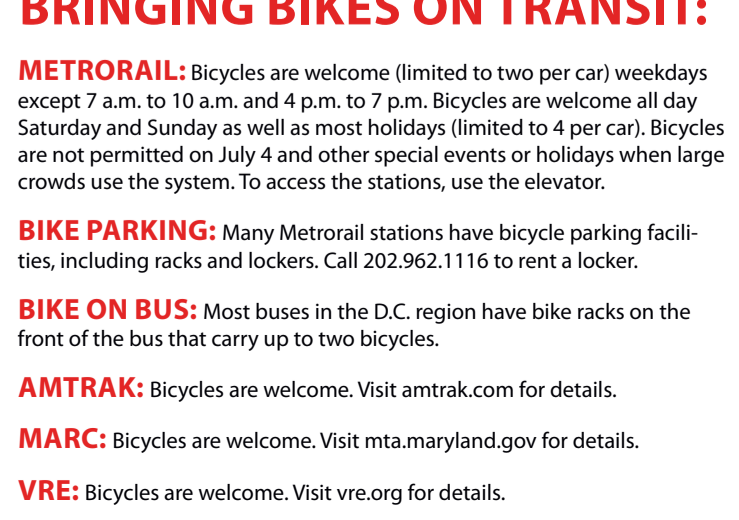 BRINGING BIKES ON TRANSIT:
METRORAIL: Bicycles are welcome (limited to two per car) weekdays
except 7 a.m. to 10 a.m. and 4 p.m. to 7 p.m. Bicycles are welcome all day
Saturday and Sunday as well as most holidays (limited to 4 per car). Bicycles
are not permitted on July 4 and other special events or holidays when large
crowds use the system. To access the stations, use the elevator.
BIKE PARKING: Many Metrorail stations have bicycle parking facili-
ties, including racks and lockers. Call 202.962.1116 to rent a locker.
BIKE ON BUS: Most buses in the D.C. region have bike racks on the
front of the bus that carry up to two bicycles.
AMTRAK: Bicycles are welcome. Visit amtrak.com for details.
MARC: Bicycles are welcome. Visit mta.maryland.gov for details.
VRE: Bicycles are welcome. Visit vre.org for details.